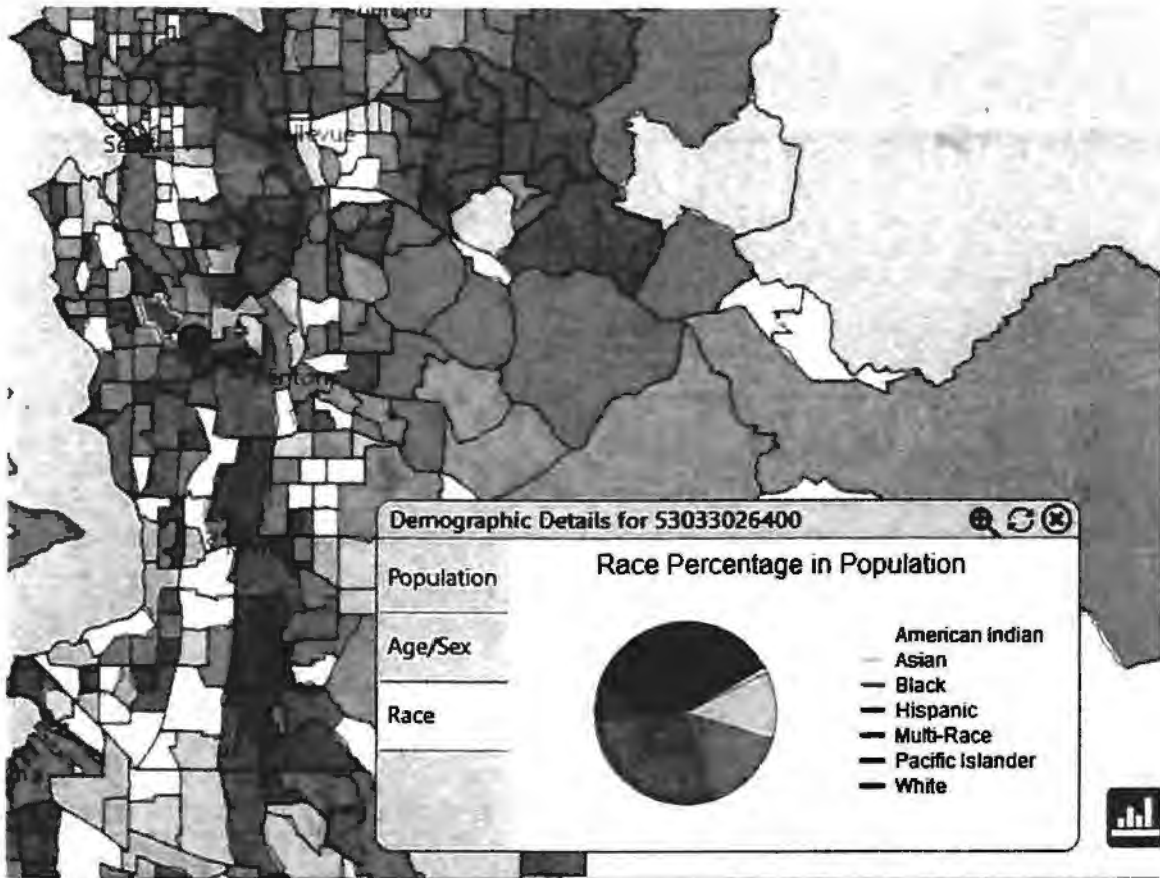 Demographic Details for 53033026400
Population
Age/Sex
Race
Race Percentage in Population
American Indian
Asian
Black
Hispanic
Multi-Race
Pacific Islander
White